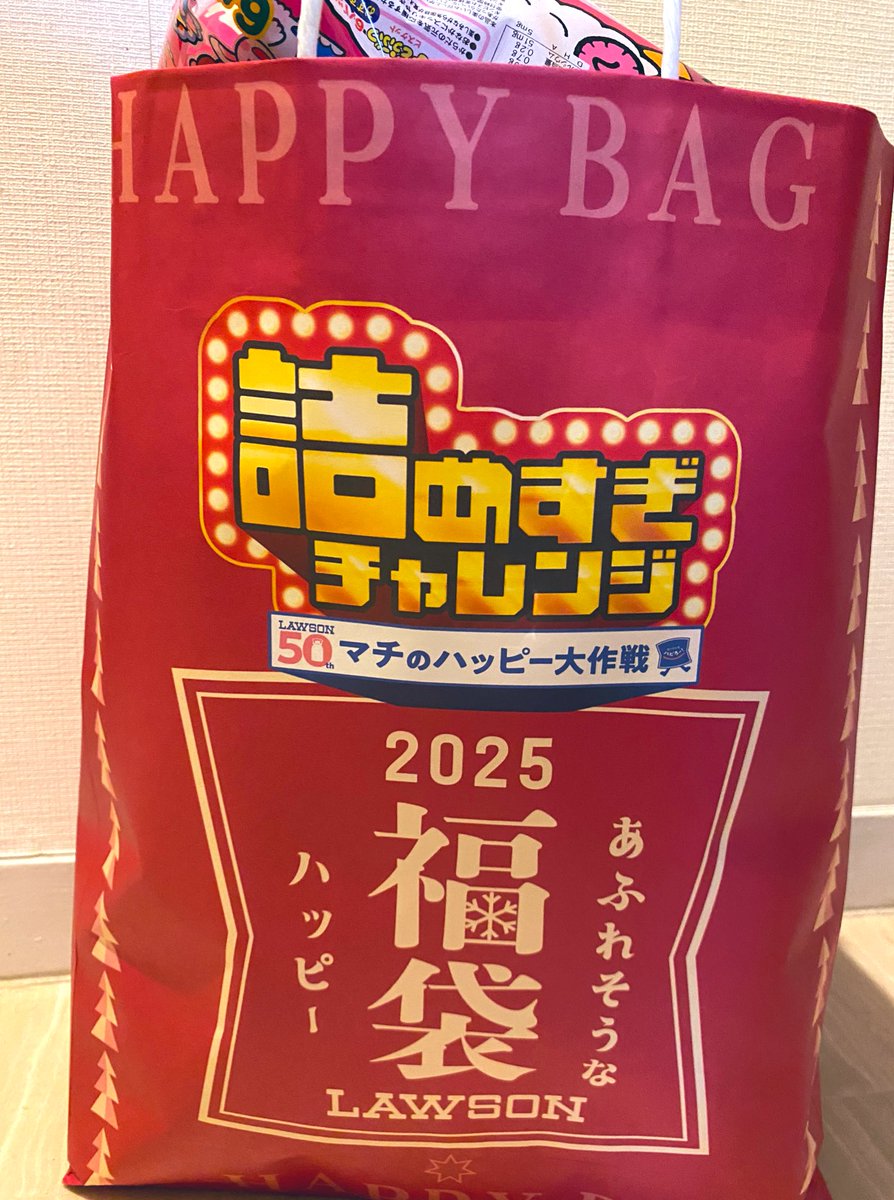 HAPPY BAG
詰めすぎ
チャレンジ
LAWSON
50th
マチのハッピー大作戦
2025
福袋
あふれそうな
ハッピー
LAWSON